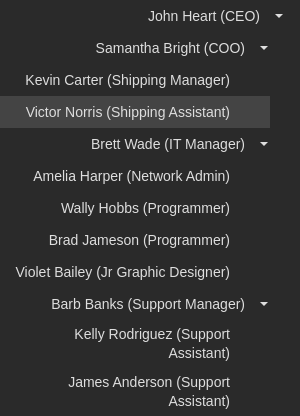 John Heart (CEO)
Samantha Bright (COO)
Kevin Carter (Shipping Manager)
Victor Norris (Shipping Assistant)
Brett Wade (IT Manager)
Amelia Harper (Network Admin)
Wally Hobbs (Programmer)
Brad Jameson (Programmer)
Violet Bailey (Jr Graphic Designer)
Barb Banks (Support Manager)
Kelly Rodriguez (Support
Assistant)
James Anderson (Support
Assistant)